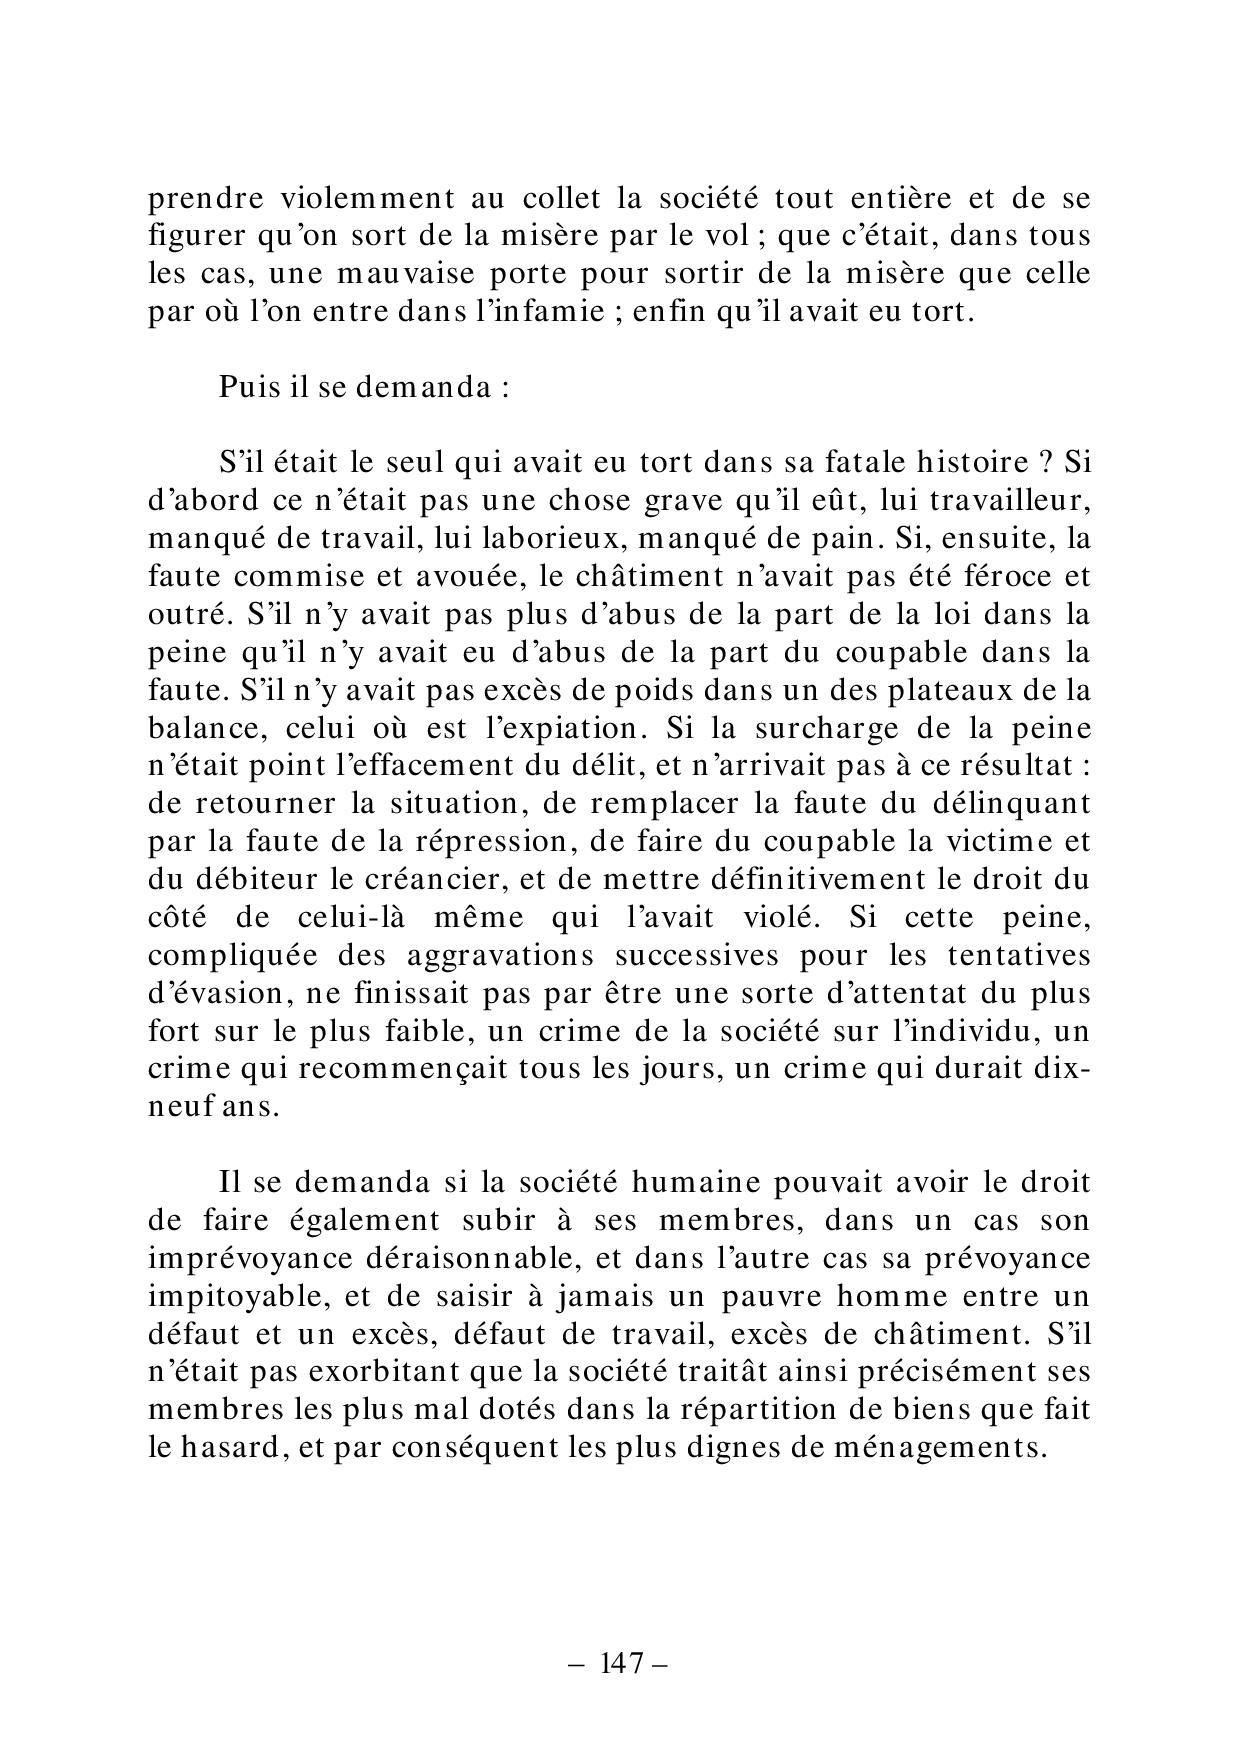 prendre violemment au collet la société tout entière et de se
figurer qu’on sort de la misère par le vol ; que c’était, dans tous
les cas, une mauvaise porte pour sortir de la misère que celle
par où l’on entre dans l’infamie ; enfin qu’il avait eu tort.
Puis il se demanda :
S’il était le seul qui avait eu tort dans sa fatale histoire ? Si
d’abord ce n’était pas une chose grave qu’il eût, lui travailleur,
manqué de travail, lui laborieux, manqué de pain. Si, ensuite, la
faute commise et avouée, le châtiment n’avait pas été féroce et
outré. S’il n’y avait pas plus d’abus de la part de la loi dans la
peine qu’il n’y avait eu d’abus de la part du coupable dans la
faute. S’il n’y avait pas excès de poids dans un des plateaux de la
balance, celui où est l’expiation. Si la surcharge de la peine
n’était point l’effacement du délit, et n’arrivait pas à ce résultat :
de retourner la situation, de remplacer la faute du délinquant
par la faute de la répression, de faire du coupable la victime et
du débiteur le créancier, et de mettre définitivement le droit du
côté de celui-là même qui l’avait violé. Si cette peine,
compliquée des aggravations successives pour les tentatives
d’évasion, ne finissait pas par être une sorte d’attentat du plus
fort sur le plus faible, un crime de la société sur l’individu, un
crime qui recommençait tous les jours, un crime qui durait dix-
neuf ans.
Il se demanda si la société humaine pouvait avoir le droit
de faire également subir à ses membres, dans un cas son
imprévoyance déraisonnable, et dans l’autre cas sa prévoyance
impitoyable, et de saisir à jamais un pauvre homme entre un
défaut et un excès, défaut de travail, excès de châtiment. S’il
n’était pas exorbitant que la société traitât ainsi précisément ses
membres les plus mal dotés dans la répartition de biens que fait
le hasard, et par conséquent les plus dignes de ménagements.
– 147 –